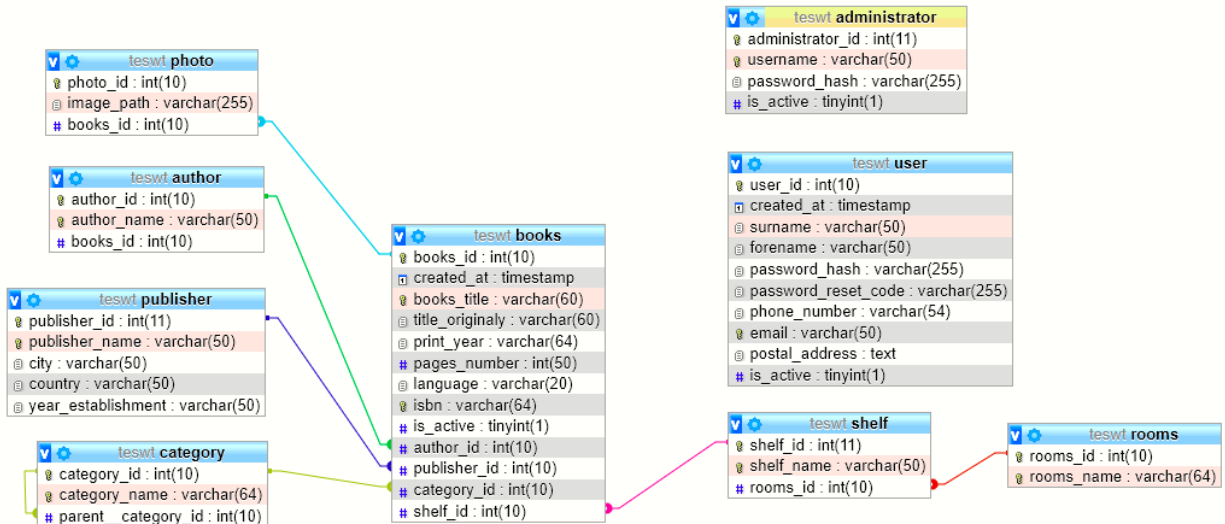 teswt photo
photo_id : int(10)
image_path : varchar(255)
books_id : int(10)
teswt author
author_id : int(10)
author_name : varchar(50)
books_id : int(10)
teswt publisher
publisher_id : int(11)
publisher_name : varchar(50)
city : varchar(50)
country : varchar(50)
year_establishment : varchar(50)
teswt category
category_id : int(10)
category_name : varchar(64)
parent__category_id : int(10)
teswt books
books_id : int(10)
created_at : timestamp
books_title : varchar(60)
title_originaly : varchar(60)
print_year : varchar(64)
pages_number : int(50)
language : varchar(20)
isbn : varchar(64)
is_active : tinyint(1)
author_id : int(10)
publisher_id : int(10)
category_id : int(10)
shelf_id : int(10)
teswt administrator
administrator_id : int(11)
username : varchar(50)
password_hash : varchar(255)
is_active : tinyint(1)
teswt user
user_id : int(10)
created_at : timestamp
surname : varchar(50)
forename : varchar(50)
password_hash : varchar(255)
password_reset_code : varchar(255)
phone_number : varchar(54)
email : varchar(50)
postal_address : text
is_active : tinyint(1)
teswt shelf
shelf_id : int(11)
shelf_name : varchar(50)
rooms_id : int(10)
teswt rooms
rooms_id : int(10)
rooms_name : varchar(64)